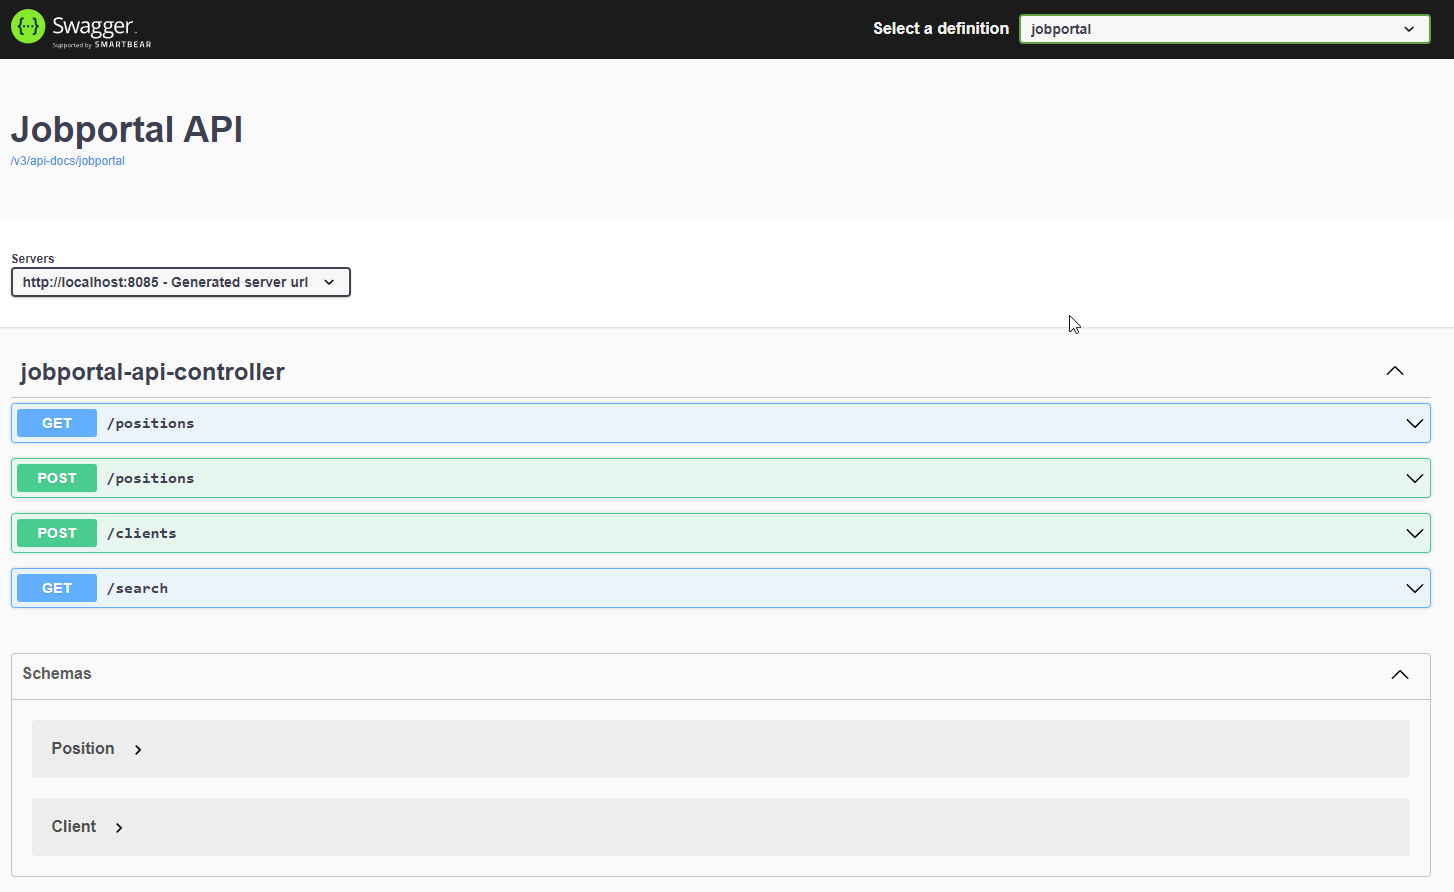 Swagger
Supported by SMARTBEAR
Select a definition
jobportal
Jobportal API
/v3/api-docs/jobportal
Servers
http://localhost:8085 - Generated server url
jobportal-api-controller
GET /positions
POST /positions
POST /clients
GET /search
Schemas
Position
Client